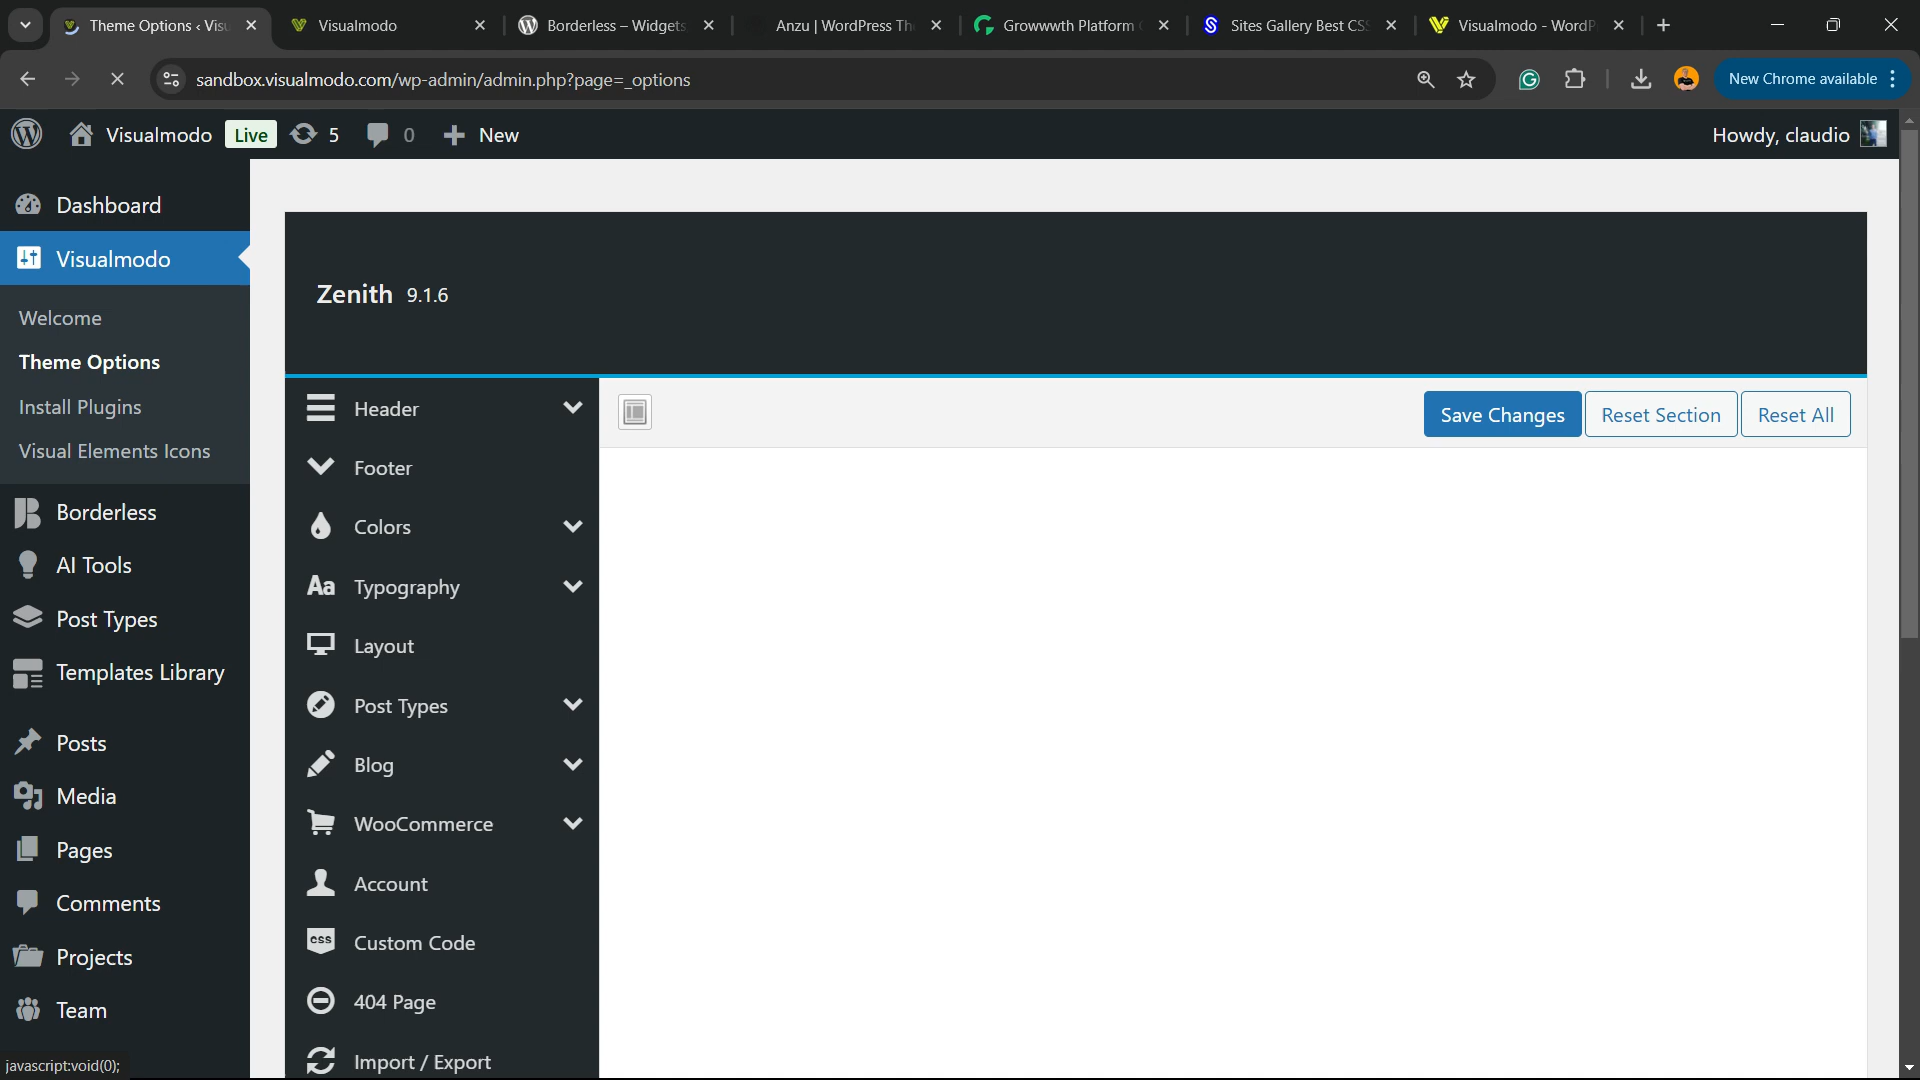 Theme Options ‹ Visu
Visualmodo
Borderless – Widgets
Anzu | WordPress Th
Growwwth Platform
Sites Gallery Best CSS
Visualmodo - WordP
sandbox.visualmodo.com/wp-admin/admin.php?page=_options
New Chrome available
Visualmodo
Live
5
0
New
Howdy, claudio
Dashboard
Visualmodo
Welcome
Theme Options
Install Plugins
Visual Elements Icons
Borderless
AI Tools
Post Types
Templates Library
Posts
Media
Pages
Comments
Projects
Team
javascript:void(0);
Zenith 9.1.6
Header
Footer
Colors
Aa Typography
Layout
Post Types
Blog
WooCommerce
Account
css Custom Code
404 Page
Import / Export
Save Changes
Reset Section
Reset All